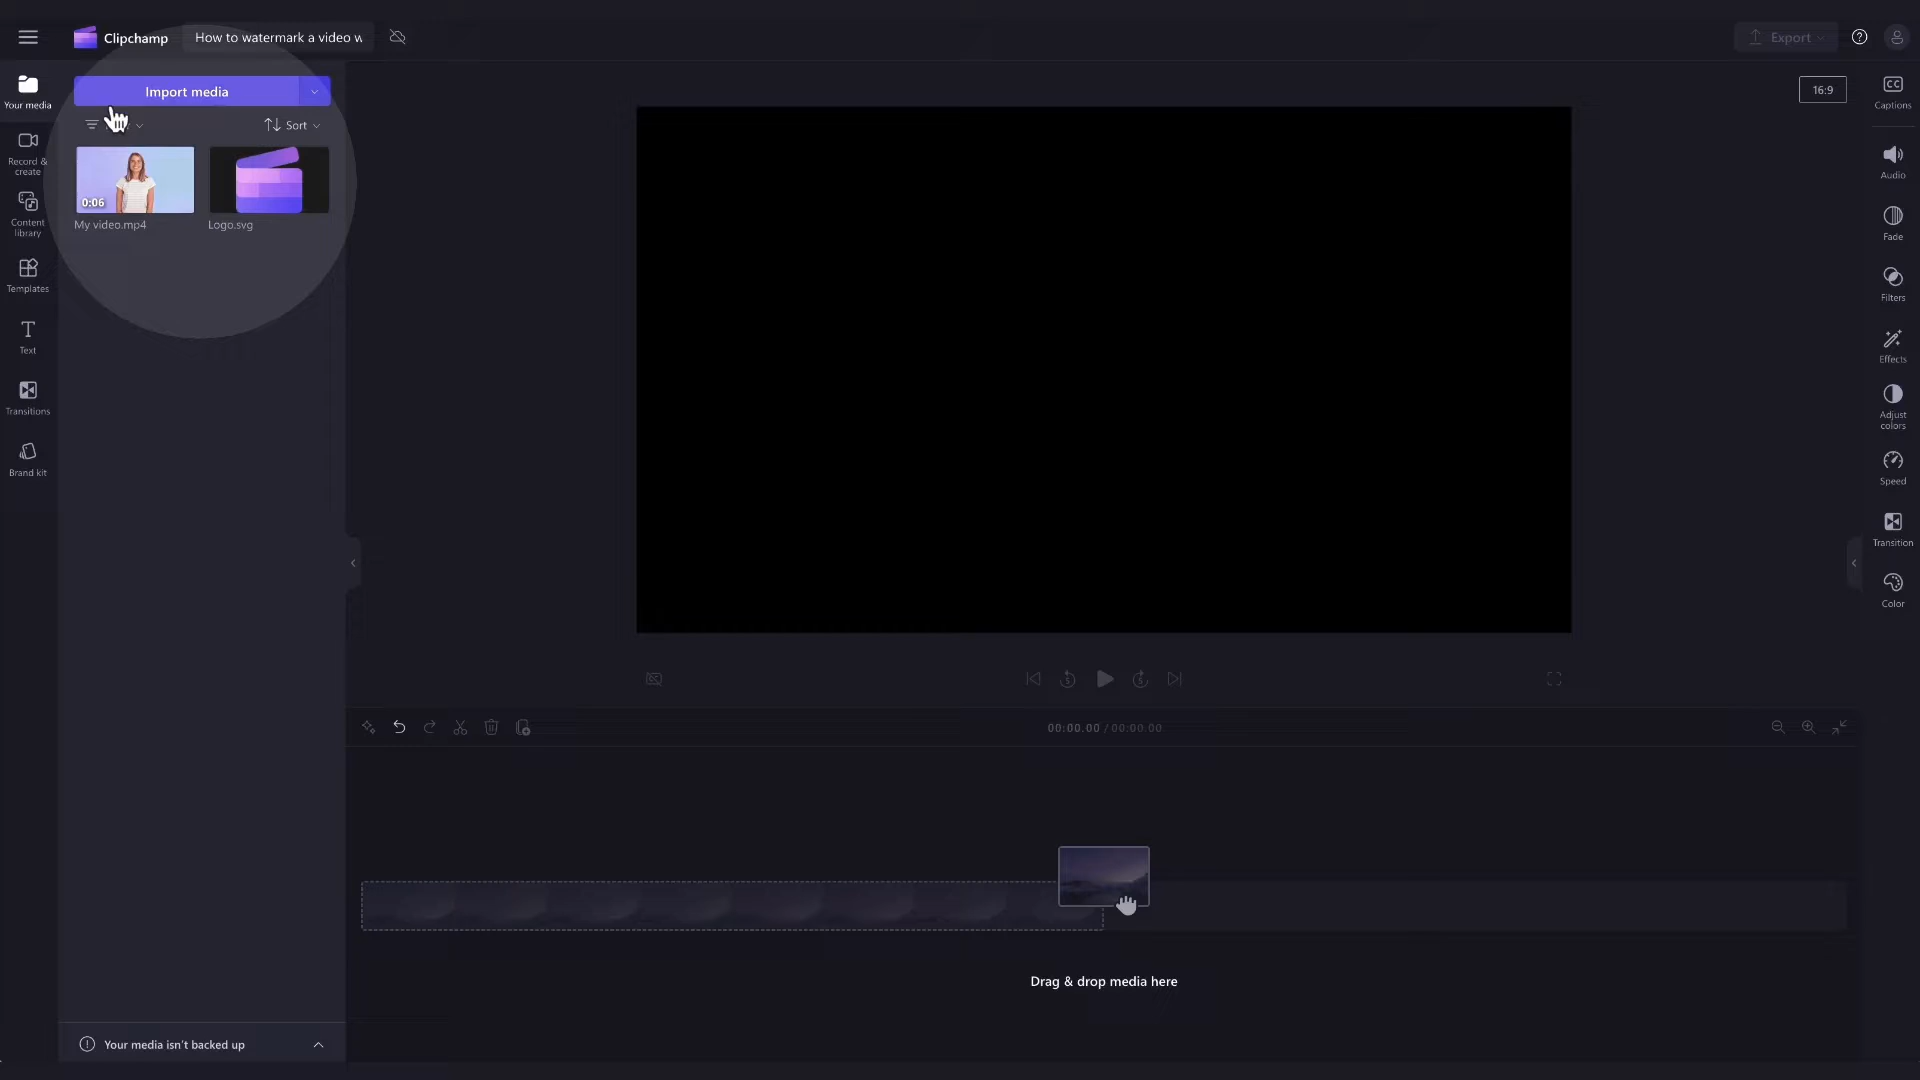 Clipchamp
How to watermark a video w
Export
Import media
Your media
Sort
16:9
Captions
Record &
create
0:06
My video.mp4
Logo.svg
Audio
Content
library
Fade
Templates
Filters
Text
Effects
Transitions
Adjust
colors
Brand kit
Speed
Transition
Color
5
5
00:00.00 / 00:00.00
Drag & drop media here
Your media isn't backed up